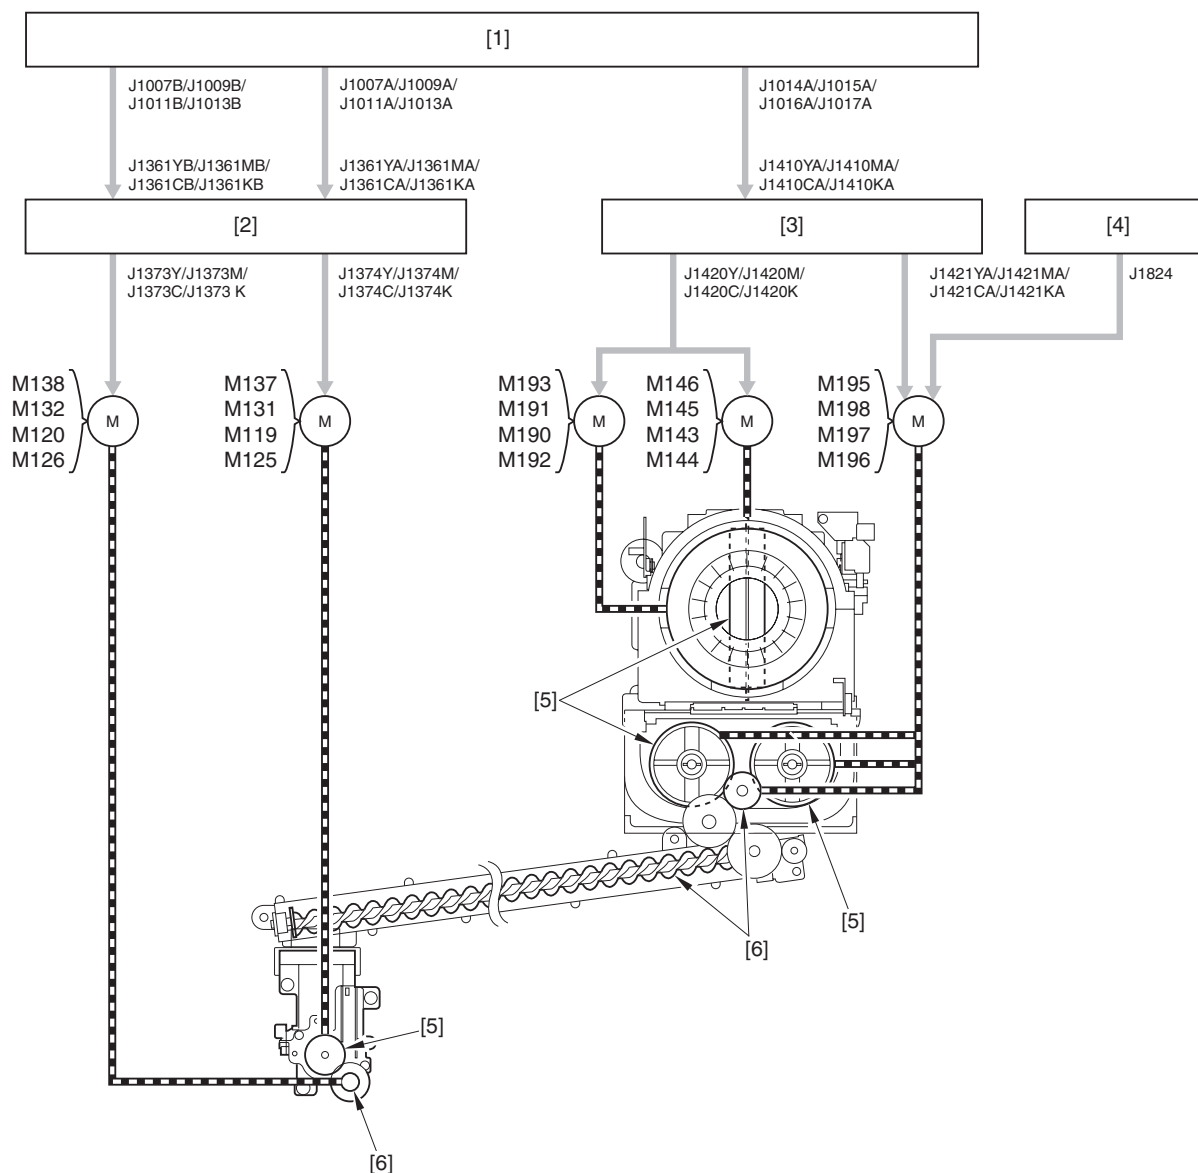 [1]
J1007B/J1009B/
J1011B/J1013B
J1007A/J1009A/
J1011A/J1013A
J1014A/J1015A/
J1016A/J1017A
J1361YB/J1361MB/
J1361CB/J1361KB
J1361YA/J1361MA/
J1361CA/J1361KA
J1410YA/J1410MA/
J1410CA/J1410KA
[2]
[3]
[4]
J1373Y/J1373M/
J1373C/J1373 K
J1374Y/J1374M/
J1374C/J1374K
J1420Y/J1420M/
J1420C/J1420K
J1421YA/J1421MA/
J1421CA/J1421KA
J1824
M138
M132
M120
M126
M
M137
M131
M119
M125
M
M193
M191
M190
M192
M
M146
M145
M143
M144
M
M195
M198
M197
M196
M
[5]
[5]
[6]
[5]
[6]